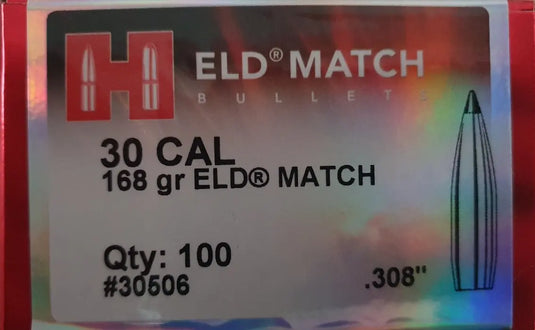 H
ELD® MATCH
BULLETS
30 CAL
168 gr ELD® MATCH
Qty: 100
#30506
.308"